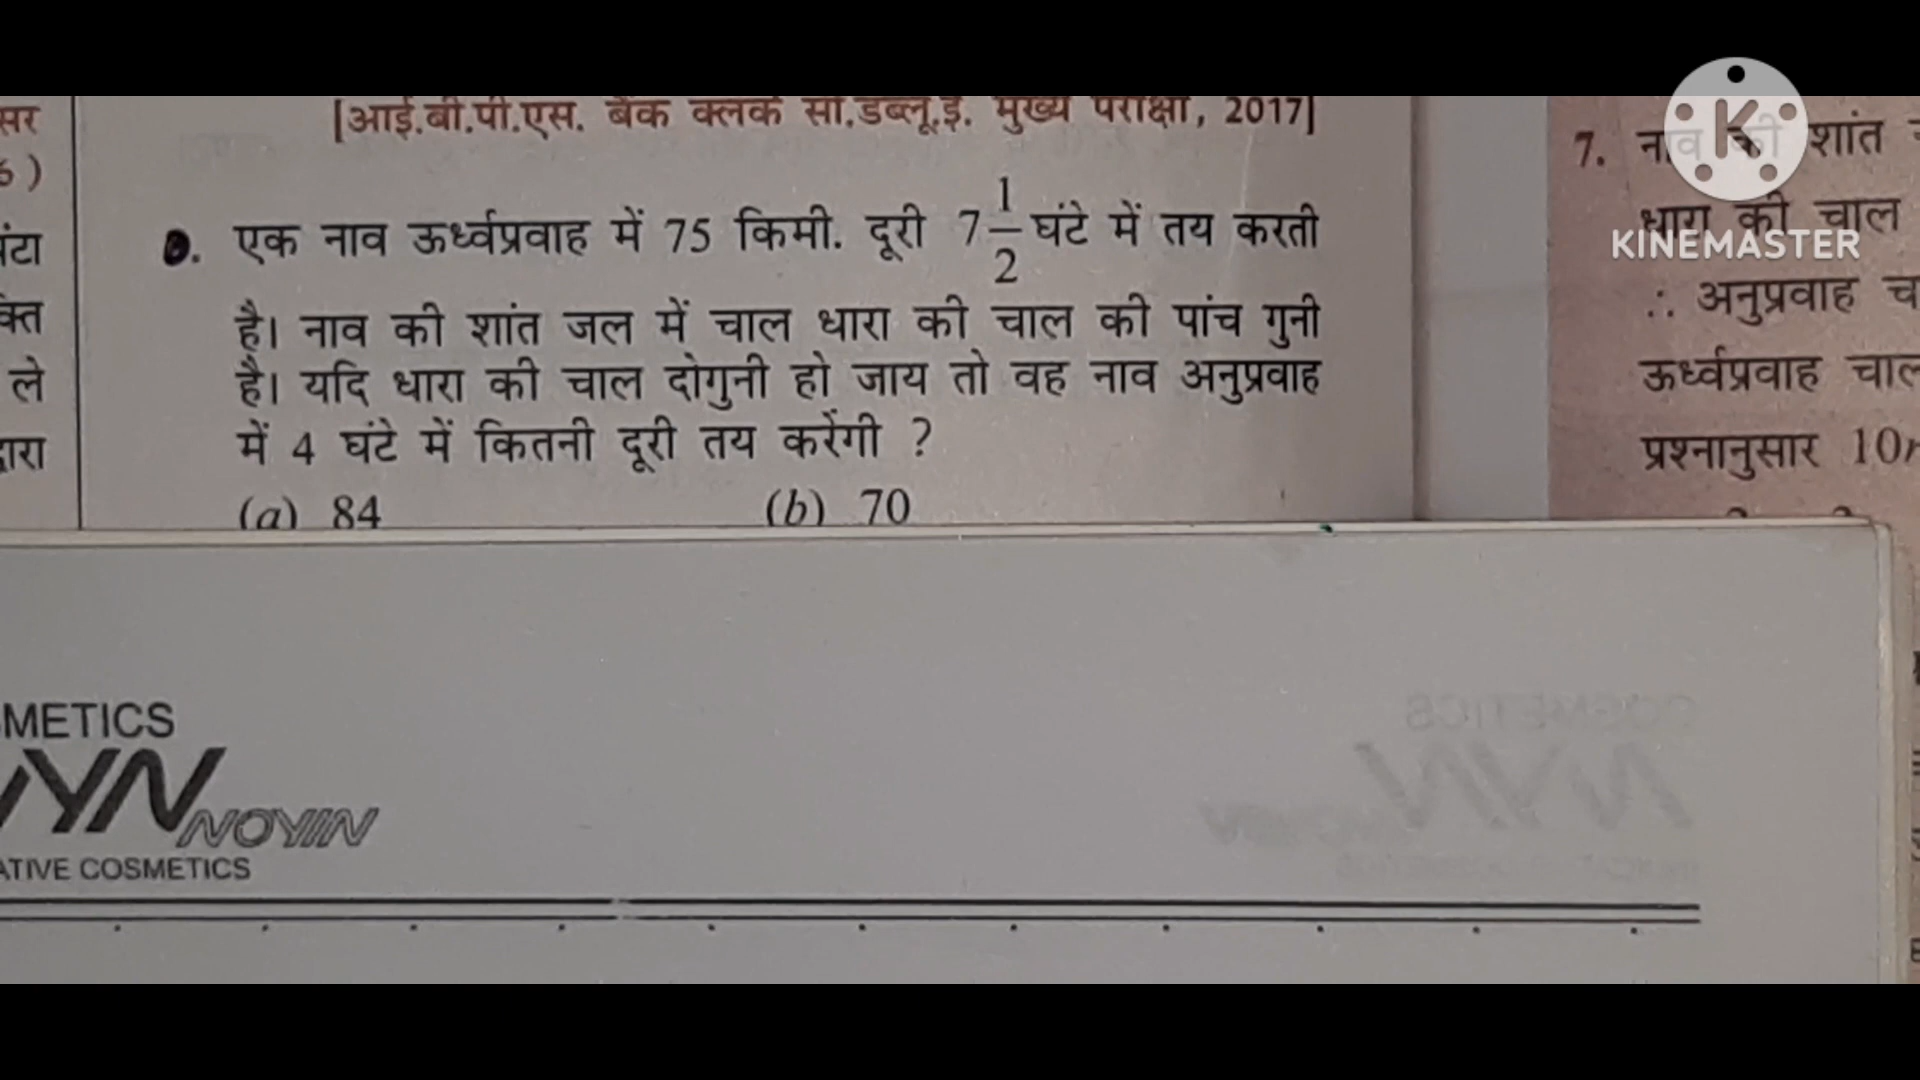 सर
घंटा
ले
[आई.बी.पी.एस. बैंक क्लर्क सी.डब्लू.ई. मुख्य परीक्षा, 2017]
एक नाव ऊर्ध्वप्रवाह में 75 किमी. दूरी 7 1/2 घंटे में तय करती
है। नाव की शांत जल में चाल धारा की चाल की पांच गुनी
है। यदि धारा की चाल दोगुनी हो जाय तो वह नाव अनुप्रवाह
में 4 घंटे में कितनी दूरी तय करेंगी ?
(a) 84 (b) 70
7. नाव की शांत
धारा की चाल
∴ अनुप्रवाह
ऊर्ध्वप्रवाह चाल
प्रश्नानुसार 10
KINEMASTER
METICS
YN NOYIN
ATIVE COSMETICS